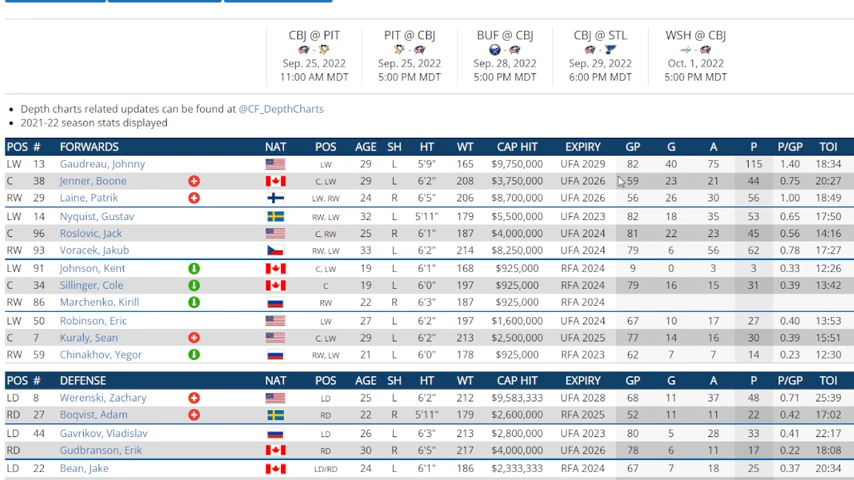 CBJ @ PIT PIT @ CBJ BUF @ CBJ CBJ @ STL WSH @ CBJ
Sep. 25, 2022 Sep. 25, 2022 Sep. 28, 2022 Sep. 29, 2022 Oct. 1, 2022
11:00 AM MDT 5:00 PM MDT 5:00 PM MDT 6:00 PM MDT 5:00 PM MDT
Depth charts related updates can be found at @CF_DepthCharts
2021-22 season stats displayed
POS # FORWARDS NAT POS AGE SH HT WT CAP HIT EXPIRY GP G A P P/GP TOI
LW 13 Gaudreau, Johnny LW 29 L 5'9" 165 $9,750,000 UFA 2029 82 40 75 115 1.40 18:34
C 38 Jenner, Boone C, LW 29 L 6'2" 208 $3,750,000 UFA 2026 59 23 21 44 0.75 20:27
RW 29 Laine, Patrik LW, RW 24 R 6'5" 206 $8,700,000 UFA 2026 56 26 30 56 1.00 18:49
LW 14 Nyquist, Gustav RW, LW 32 L 5'11" 179 $5,500,000 UFA 2023 82 18 35 53 0.65 17:50
C 96 Roslovic, Jack C, RW 25 R 6'1" 187 $4,000,000 UFA 2024 81 22 23 45 0.56 14:16
RW 93 Voracek, Jakub RW, LW 33 L 6'2" 214 $8,250,000 UFA 2024 79 6 56 62 0.78 17:27
LW 91 Johnson, Kent C, LW 19 L 6'1" 168 $925,000 RFA 2024 9 0 3 3 0.33 12:26
C 34 Sillinger, Cole C 19 L 6'0" 197 $925,000 RFA 2024 79 16 15 31 0.39 13:42
RW 86 Marchenko, Kirill RW 22 R 6'3" 187 $925,000 RFA 2024
LW 50 Robinson, Eric LW 27 L 6'2" 197 $1,600,000 UFA 2024 67 10 17 27 0.40 13:53
C 7 Kuraly, Sean C, LW 29 L 6'2" 213 $2,500,000 UFA 2025 77 14 16 30 0.39 15:51
RW 59 Chinakhov, Yegor RW, LW 21 L 6'0" 178 $925,000 RFA 2023 62 7 7 14 0.23 12:30
POS # DEFENSE NAT POS AGE SH HT WT CAP HIT EXPIRY GP G A P P/GP TOI
LD 8 Werenski, Zachary LD 25 L 6'2" 212 $9,583,333 UFA 2028 68 11 37 48 0.71 25:39
RD 27 Boqvist, Adam RD 22 R 5'11" 179 $2,600,000 RFA 2025 52 11 11 22 0.42 17:02
LD 44 Gavrikov, Vladislav LD 26 L 6'3" 213 $2,800,000 UFA 2023 80 5 28 33 0.41 22:17
RD Gudbranson, Erik RD 30 R 6'5" 217 $4,000,000 UFA 2026 78 6 11 17 0.22 18:08
LD 22 Bean, Jake LD/RD 24 L 6'1" 186 $2,333,333 RFA 2024 67 7 18 25 0.37 20:34